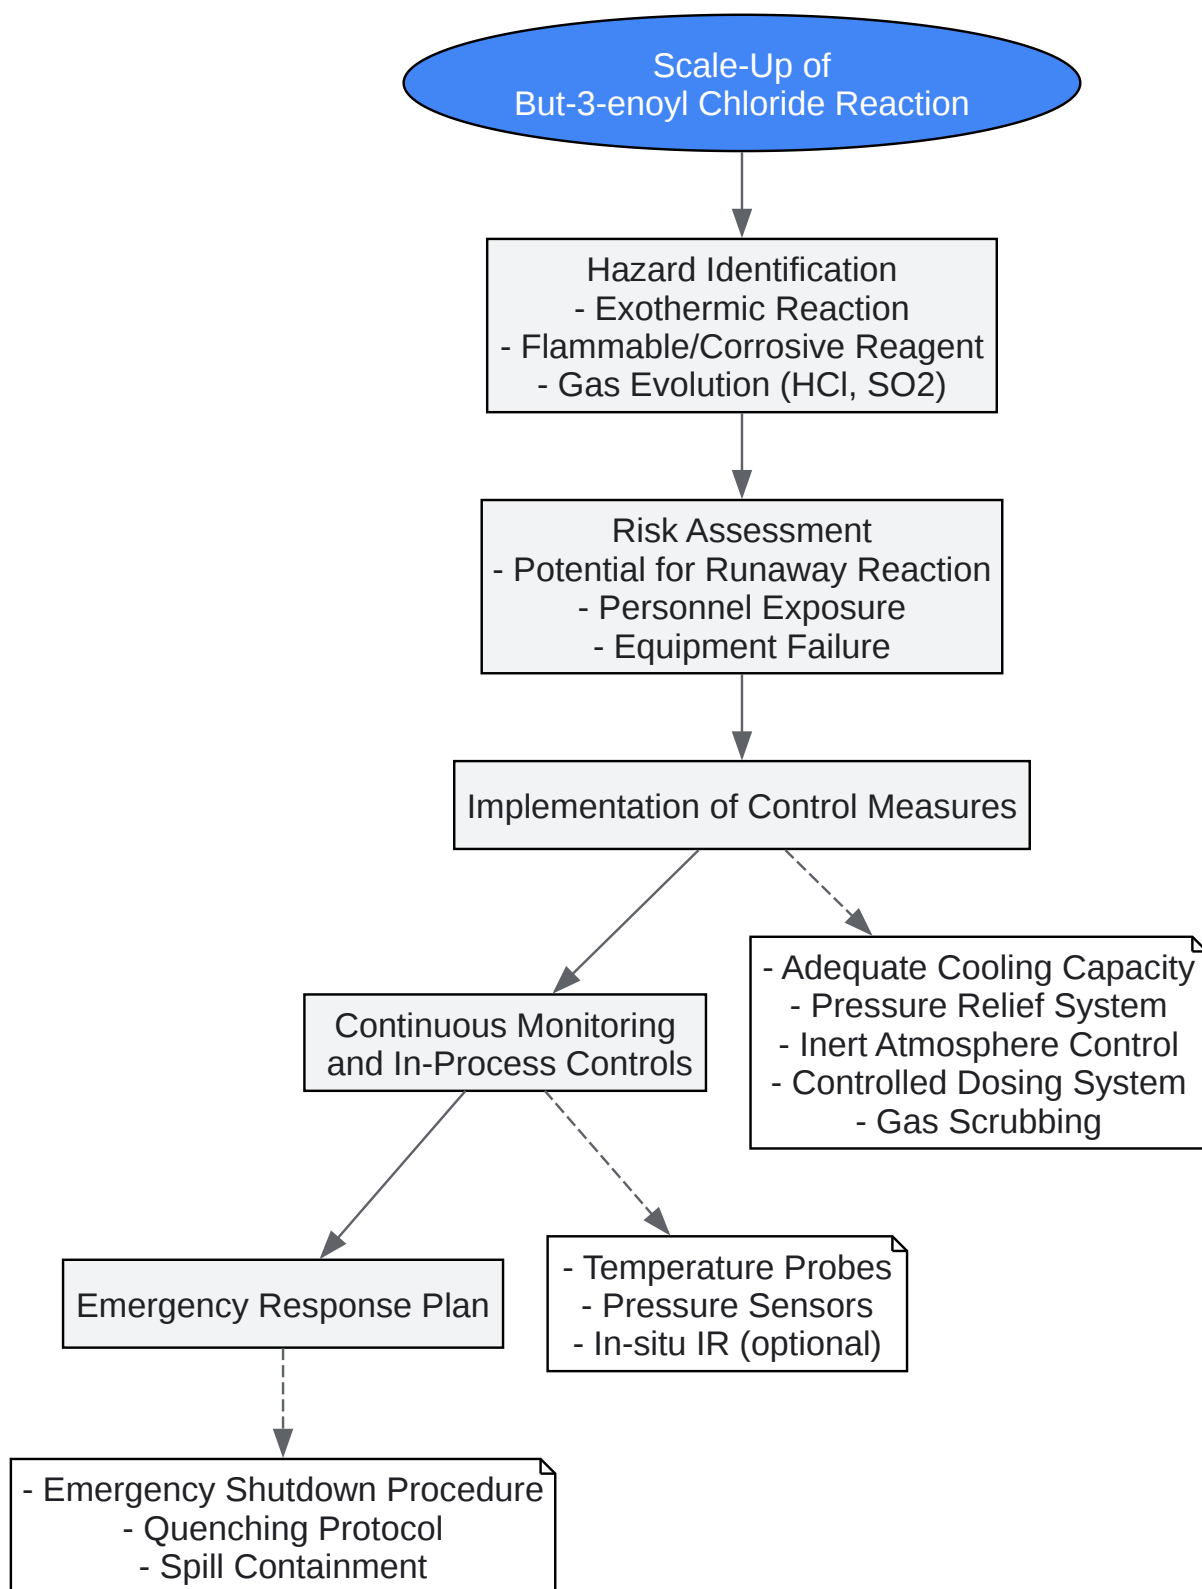 Scale-Up of
But-3-enoyl Chloride Reaction
Hazard Identification
- Exothermic Reaction
- Flammable/Corrosive Reagent
- Gas Evolution (HCl, SO2)
Risk Assessment
- Potential for Runaway Reaction
- Personnel Exposure
- Equipment Failure
Implementation of Control Measures
- Adequate Cooling Capacity
- Pressure Relief System
- Inert Atmosphere Control
- Controlled Dosing System
- Gas Scrubbing
Continuous Monitoring
and In-Process Controls
- Temperature Probes
- Pressure Sensors
- In-situ IR (optional)
Emergency Response Plan
- Emergency Shutdown Procedure
- Quenching Protocol
- Spill Containment